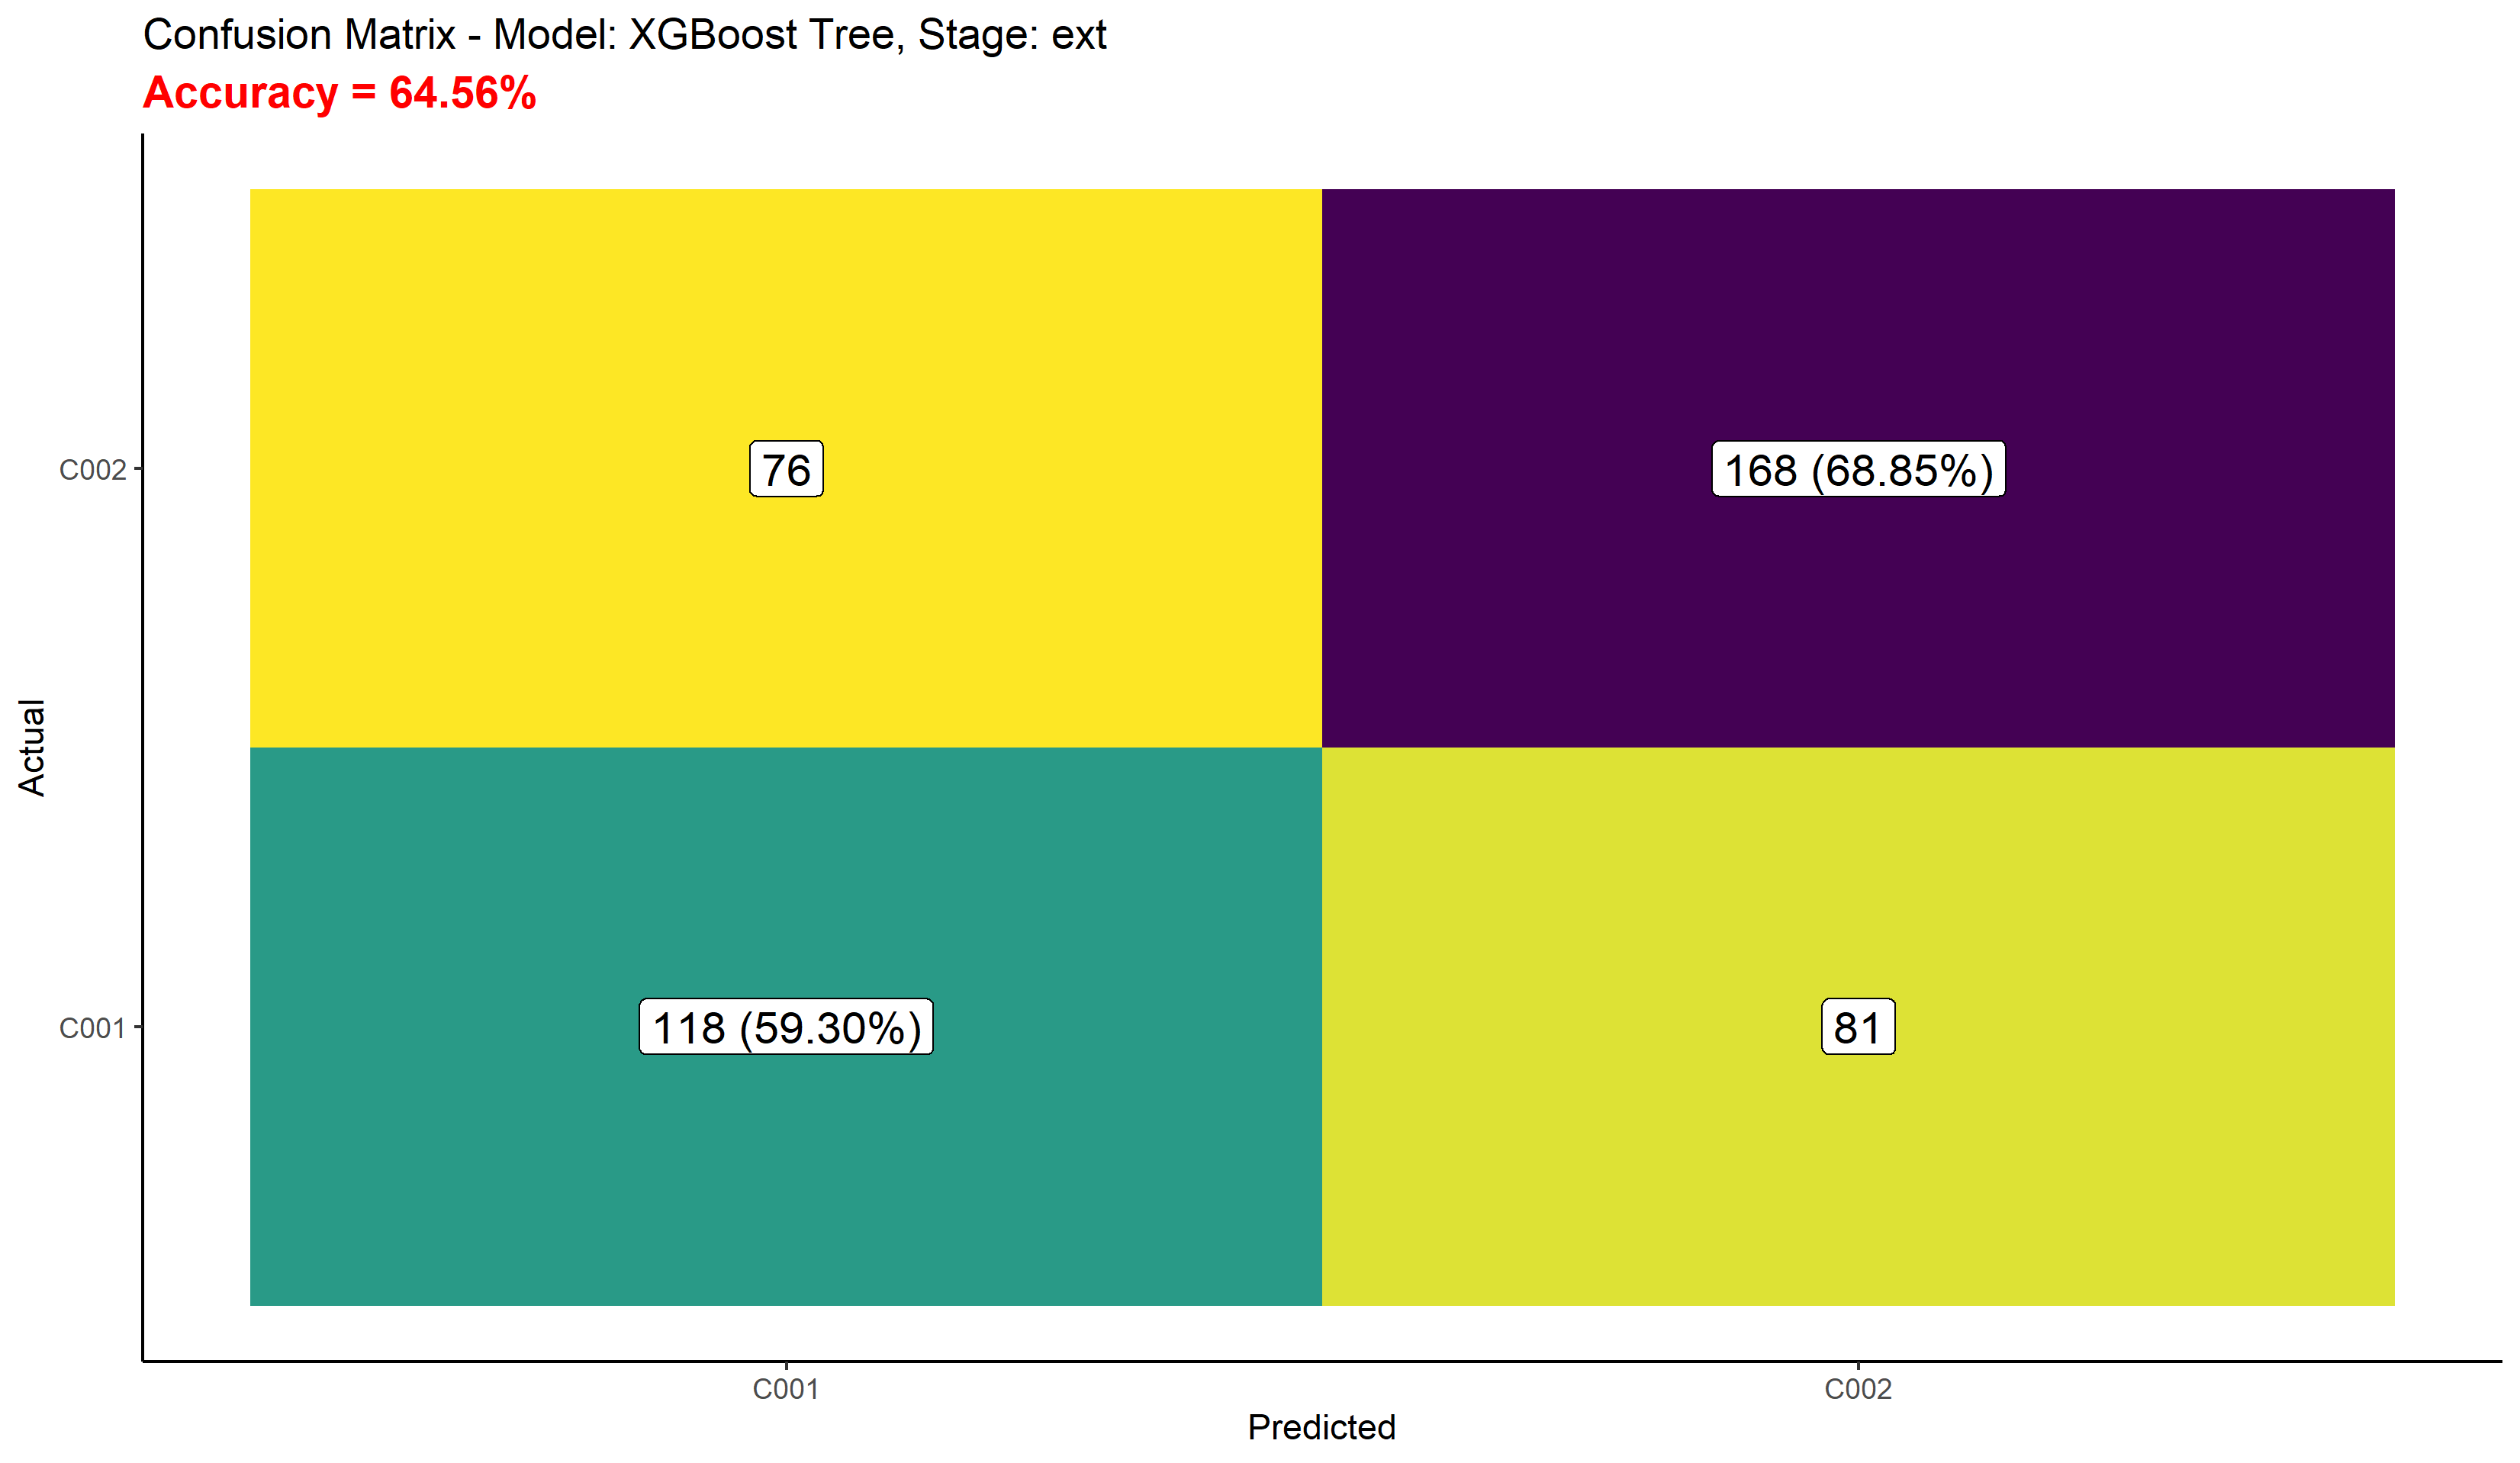 Confusion Matrix - Model: XGBoost Tree, Stage: ext
Accuracy = 64.56%
Actual
C002
76
168 (68.85%)
C001
118 (59.30%)
81
C001
C002
Predicted